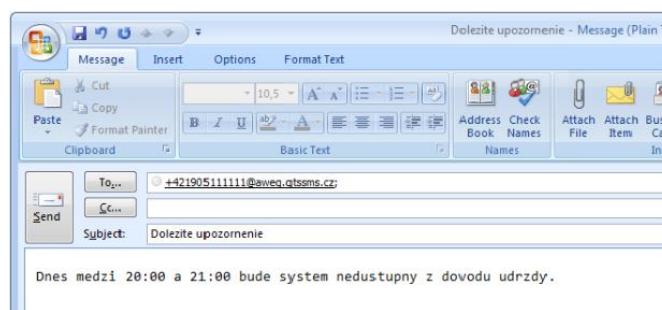 Dolezite upozornenie - Message (Plain
Message Insert Options Format Text
Cut
Copy
Format Painter
Paste
Clipboard
10,5
B I U
Basic Text
Address Book
Check Names
Names
Attach File
Attach Item
To...
+421905111111@aweg.gtssms.cz;
Cc...
Send
Subject: Dolezite upozornenie
Dnes medzi 20:00 a 21:00 bude system nedustupny z dovodu udrzdy.